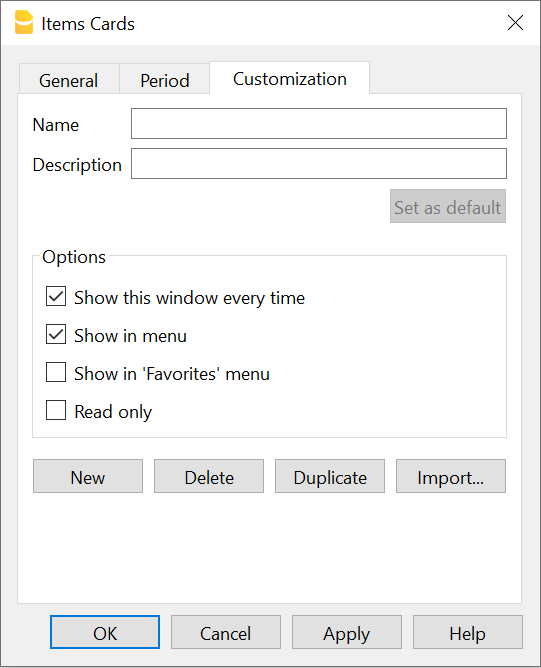 Items Cards
General Period Customization
Name
Description
Set as default
Options
Show this window every time
Show in menu
Show in 'Favorites' menu
Read only
New Delete Duplicate Import...
OK Cancel Apply Help